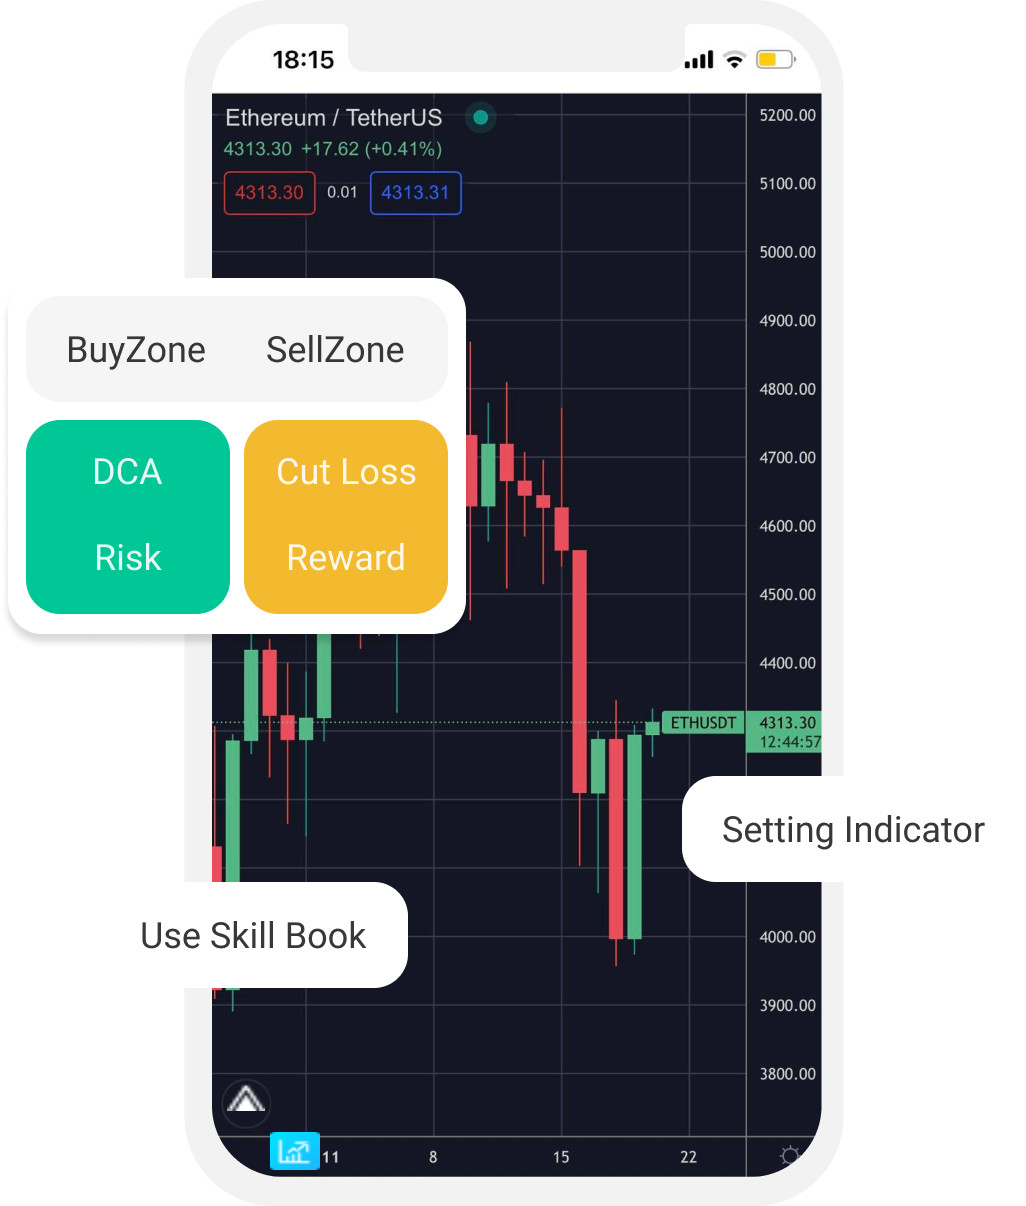 18:15
Ethereum / TetherUS
4313.30 +17.62 (+0.41%)
4313.30 0.01 4313.31
5200.00
5100.00
5000.00
4900.00
4800.00
4700.00
4600.00
4500.00
4400.00
BuyZone SellZone
DCA Cut Loss
Risk Reward
ETHUSDT 4313.30
12:44:57
Setting Indicator
Use Skill Book
4000.00
3900.00
3800.00
11 8 15 22